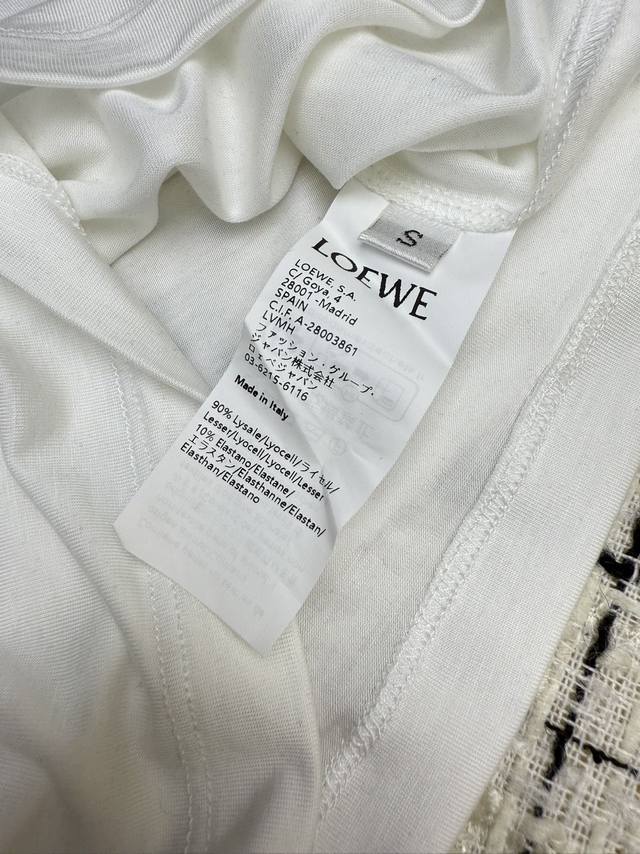 S
LOEWE
LOEWE, S.A.
C/ Goya, 4
28001 -Madrid
SPAIN
C.I.F. A-28003861
LVMH
ファッション・グループ・
ジャパン株式会社
ロエベジャパン
03-6215-6116
Made in Italy
90% Lysale/Lyocell/ライセル/
Lesser/Lyocell/Lyocell/Lesser
10% Elastano/Elastane/
エラスタン/Elasthanne/Elastan/
Elasthan/Elastano